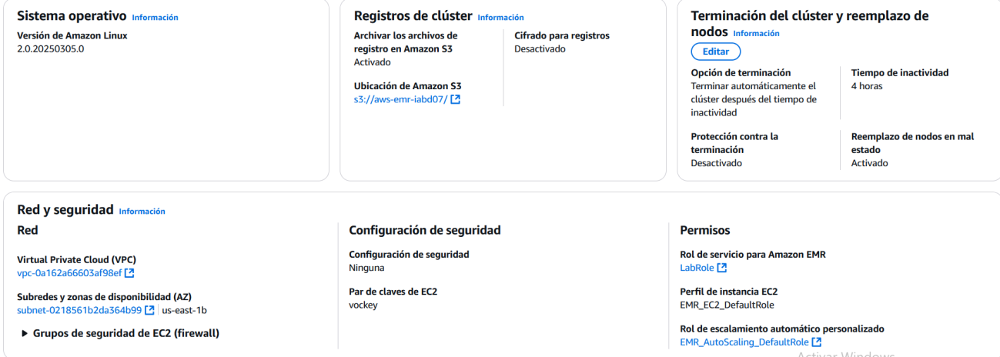 Sistema operativo Información
Versión de Amazon Linux
2.0.20250305.0
Registros de clúster Información
Archivar los archivos de
registro en Amazon S3
Activado
Ubicación de Amazon S3
s3://aws-emr-iabd07/
Cifrado para registros
Desactivado
Terminación del clúster y reemplazo de
nodos Información
Editar
Opción de terminación
Terminar automáticamente el
clúster después del tiempo de
inactividad
Tiempo de inactividad
4 horas
Protección contra la
terminación
Desactivado
Reemplazo de nodos en mal
estado
Activado
Red y seguridad Información
Red
Virtual Private Cloud (VPC)
vpc-0a162a66603af98ef
Subredes y zonas de disponibilidad (AZ)
subnet-0218561b2da364b99 us-east-1b
Grupos de seguridad de EC2 (firewall)
Configuración de seguridad
Configuración de seguridad
Ninguna
Par de claves de EC2
vockey
Permisos
Rol de servicio para Amazon EMR
LabRole
Perfil de instancia EC2
EMR_EC2_DefaultRole
Rol de escalamiento automático personalizado
EMR_AutoScaling_DefaultRole
Activar Windows